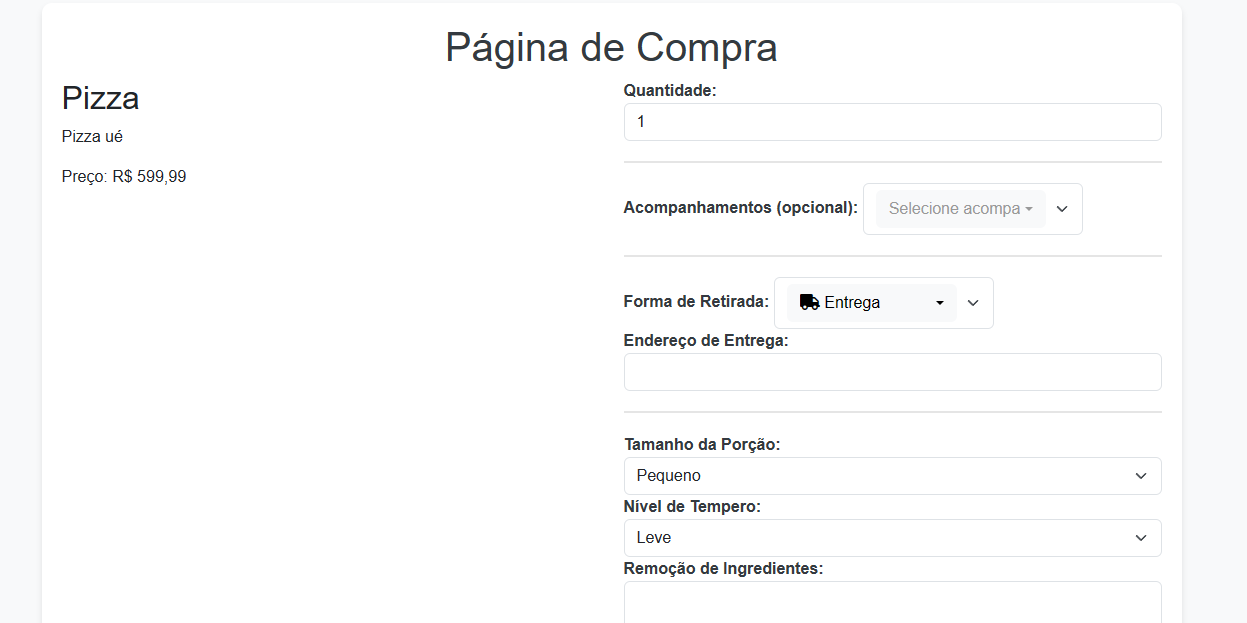 Página de Compra
Pizza
Pizza ué
Preço: R$ 599,99
Quantidade:
1
Acompanhamentos (opcional): Selecione acompa
Forma de Retirada: Entrega
Endereço de Entrega:
Tamanho da Porção:
Pequeno
Nível de Tempero:
Leve
Remoção de Ingredientes: